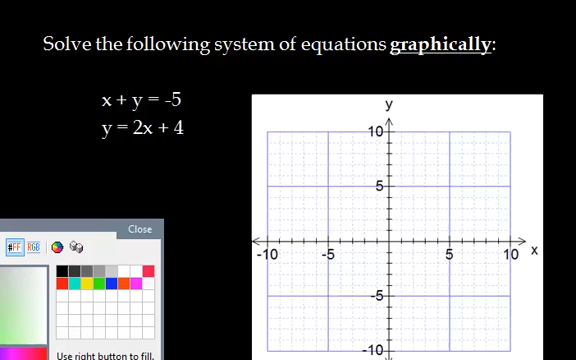 Solve the following system of equations graphically:
x + y = -5
y = 2x + 4
y
10
5
-10
-5
5
10
x
-5
-10
Close
#FF
RGB
Use right button to fill.